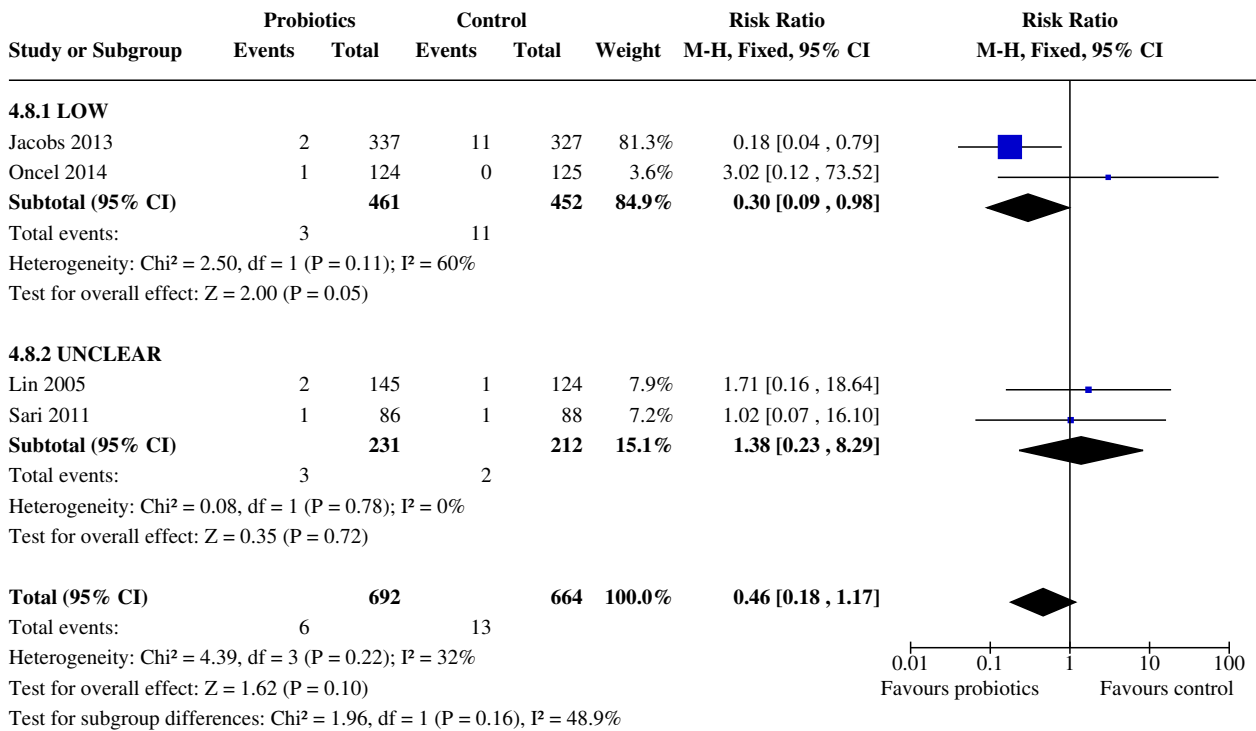 Probiotics Control Risk Ratio Risk Ratio
Study or Subgroup Events Total Events Total Weight M-H, Fixed, 95% CI M-H, Fixed, 95% CI
4.8.1 LOW
Jacobs 2013 2 337 11 327 81.3% 0.18 [0.04 , 0.79]
Oncel 2014 1 124 0 125 3.6% 3.02 [0.12 , 73.52]
Subtotal (95% CI) 461 452 84.9% 0.30 [0.09 , 0.98]
Total events: 3 11
Heterogeneity: Chi² = 2.50, df = 1 (P = 0.11); I² = 60%
Test for overall effect: Z = 2.00 (P = 0.05)
4.8.2 UNCLEAR
Lin 2005 2 145 1 124 7.9% 1.71 [0.16 , 18.64]
Sari 2011 1 86 1 88 7.2% 1.02 [0.07 , 16.10]
Subtotal (95% CI) 231 212 15.1% 1.38 [0.23 , 8.29]
Total events: 3 2
Heterogeneity: Chi² = 0.08, df = 1 (P = 0.78); I² = 0%
Test for overall effect: Z = 0.35 (P = 0.72)
Total (95% CI) 692 664 100.0% 0.46 [0.18 , 1.17]
Total events: 6 13
Heterogeneity: Chi² = 4.39, df = 3 (P = 0.22); I² = 32%
Test for overall effect: Z = 1.62 (P = 0.10)
Test for subgroup differences: Chi² = 1.96, df = 1 (P = 0.16), I² = 48.9%
0.01 0.1 1 10 100
Favours probiotics Favours control